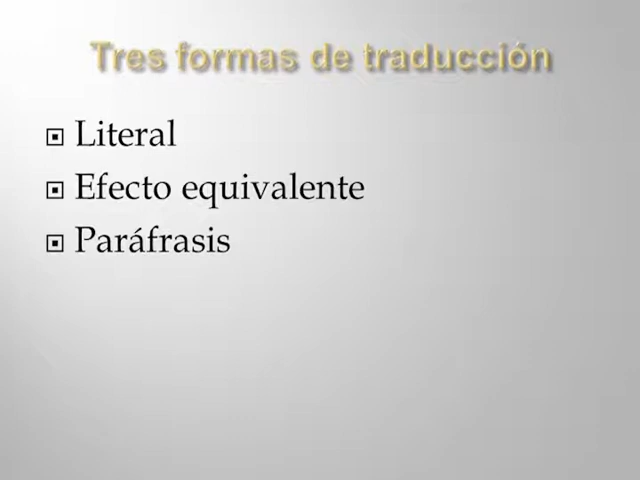 Tres formas de traducción
Literal
Efecto equivalente
Paráfrasis